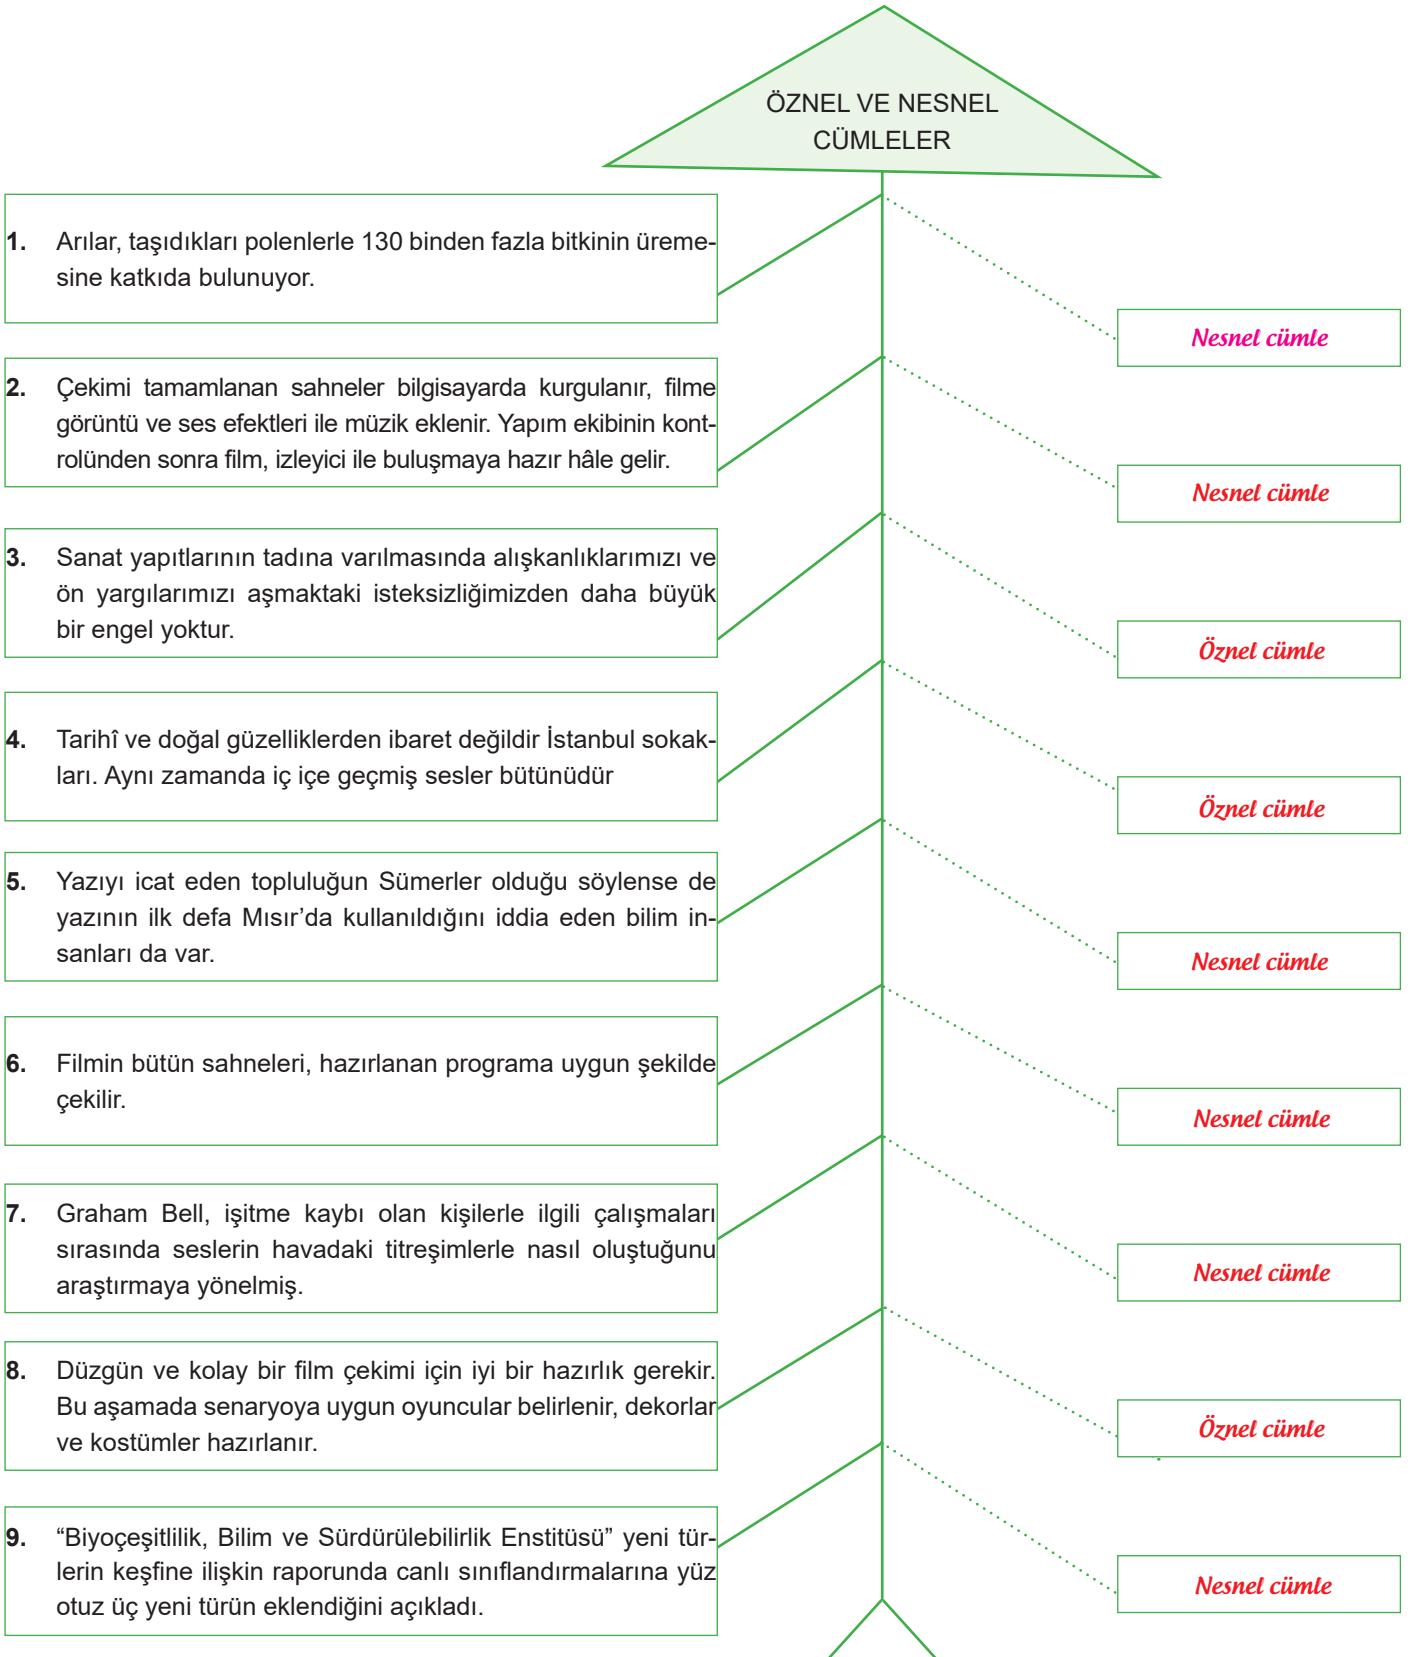 ÖZNEL VE NESNEL
CÜMLELER
1. Arılar, taşıdıkları polenlerle 130 binden fazla bitkinin üreme-
sine katkıda bulunuyor.
Nesnel cümle
2. Çekimi tamamlanan sahneler bilgisayarda kurgulanır, filme
görüntü ve ses efektleri ile müzik eklenir. Yapım ekibinin kont-
rolünden sonra film, izleyici ile buluşmaya hazır hâle gelir.
Nesnel cümle
3. Sanat yapıtlarının tadına varılmasında alışkanlıklarımızı ve
ön yargılarımızı aşmaktaki isteksizliğimizden daha büyük
bir engel yoktur.
Öznel cümle
4. Tarihî ve doğal güzelliklerden ibaret değildir İstanbul sokak-
ları. Aynı zamanda iç içe geçmiş sesler bütünüdür
Öznel cümle
5. Yazıyı icat eden topluluğun Sümerler olduğu söylense de
yazının ilk defa Mısır’da kullanıldığını iddia eden bilim in-
sanları da var.
Nesnel cümle
6. Filmin bütün sahneleri, hazırlanan programa uygun şekilde
çekilir.
Nesnel cümle
7. Graham Bell, işitme kaybı olan kişilerle ilgili çalışmaları
sırasında seslerin havadaki titreşimlerle nasıl oluştuğunu
araştırmaya yönelmiş.
Nesnel cümle
8. Düzgün ve kolay bir film çekimi için iyi bir hazırlık gerekir.
Bu aşamada senaryoya uygun oyuncular belirlenir, dekorlar
ve kostümler hazırlanır.
Öznel cümle
9. “Biyoçeşitlilik, Bilim ve Sürdürülebilirlik Enstitüsü” yeni tür-
lerin keşfine ilişkin raporunda canlı sınıflandırmalarına yüz
otuz üç yeni türün eklendiğini açıkladı.
Nesnel cümle